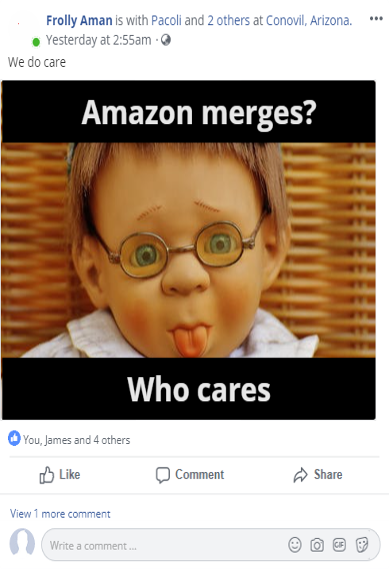 Frolly Aman is with Pacoli and 2 others at Conovil, Arizona.
Yesterday at 2:55am ·
We do care
Amazon merges?
Who cares
You, James and 4 others
Like Comment Share
View 1 more comment
Write a comment ...
GIF